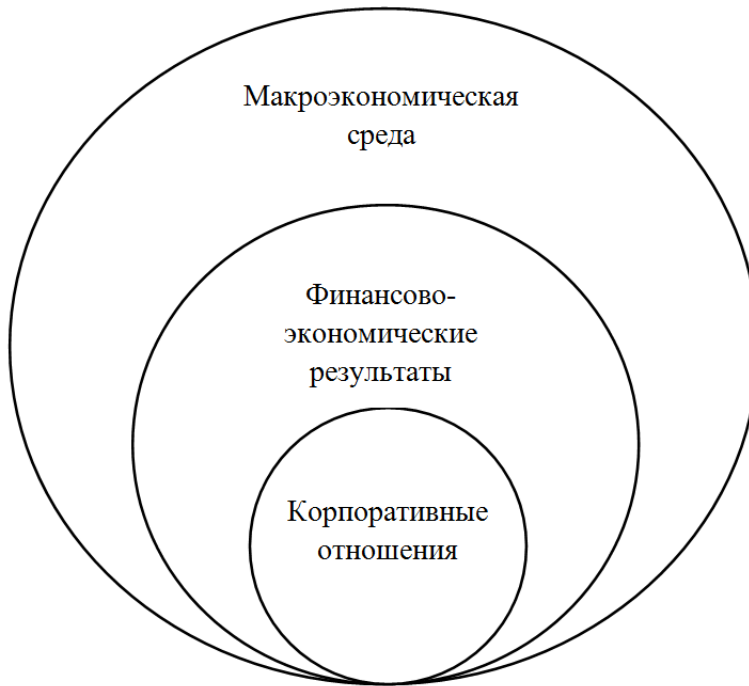 Макроэкономическая
среда
Финансово-
экономические
результаты
Корпоративные
отношения